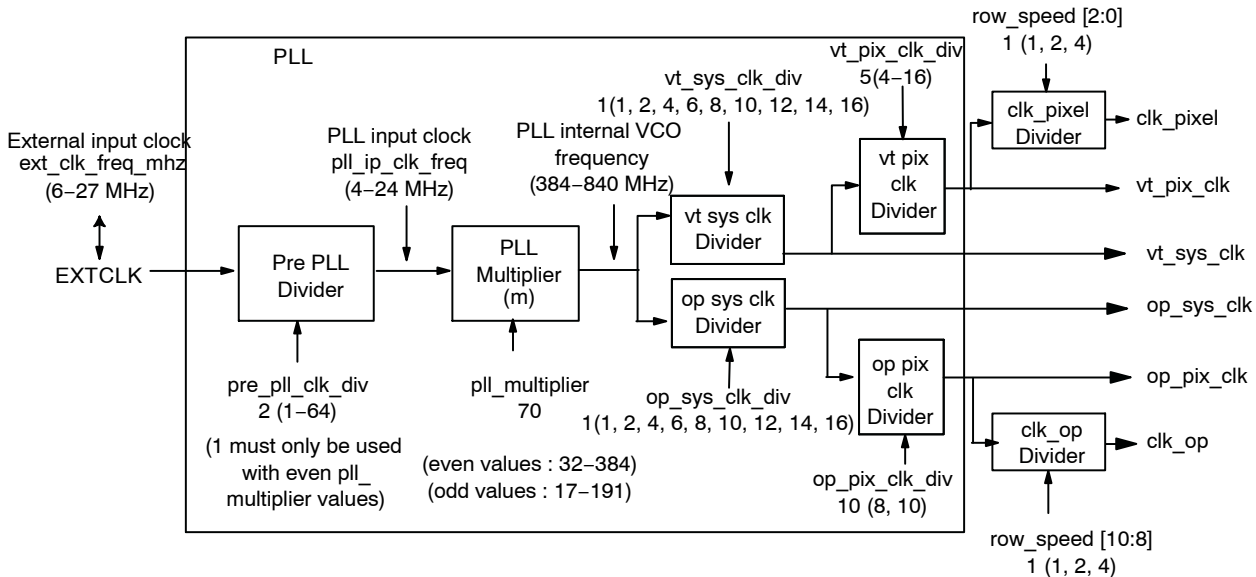 PLL
row_speed [2:0]
1 (1, 2, 4)
vt_pix_clk_div
5(4−16)
vt_sys_clk_div
1(1, 2, 4, 6, 8, 10, 12, 14, 16)
clk_pixel
Divider
clk_pixel
External input clock
ext_clk_freq_mhz
(6−27 MHz)
PLL input clock
pll_ip_clk_freq
(4−24 MHz)
PLL internal VCO
frequency
(384−840 MHz)
vt pix
clk
Divider
vt_pix_clk
vt sys clk
Divider
vt_sys_clk
EXTCLK
Pre PLL
Divider
PLL
Multiplier
(m)
op sys clk
Divider
op_sys_clk
op pix
clk
Divider
op_pix_clk
pre_pll_clk_div
2 (1−64)
(1 must only be used
with even pll_
multiplier values)
pll_multiplier
70
(even values : 32−384)
(odd values : 17−191)
op_sys_clk_div
1(1, 2, 4, 6, 8, 10, 12, 14, 16)
clk_op
Divider
clk_op
op_pix_clk_div
10 (8, 10)
row_speed [10:8]
1 (1, 2, 4)